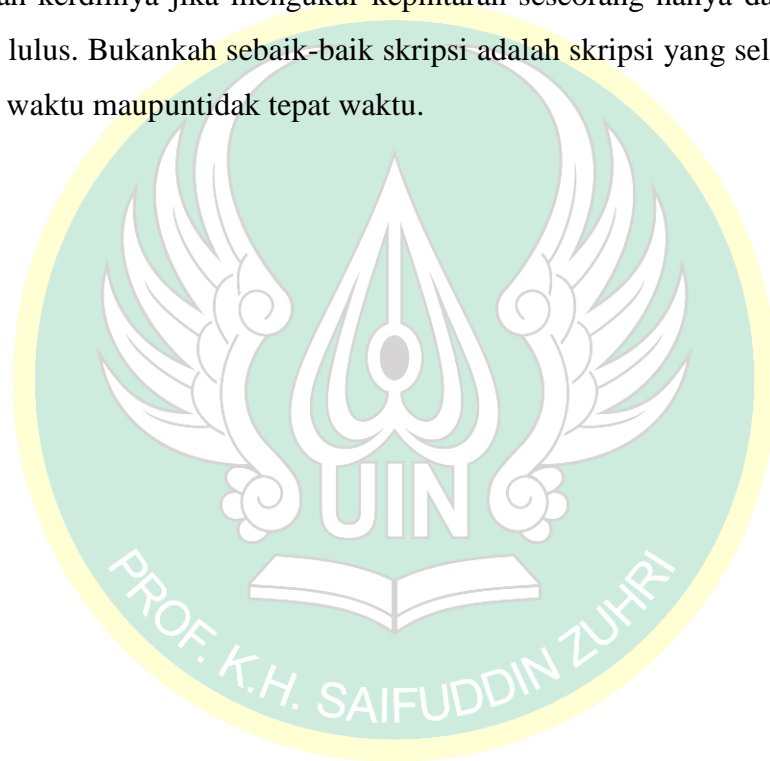 kerdilnya jika mengukur kepintaran seseorang hanya
lulus. Bukankah sebaik-baik skripsi adalah skripsi yang
waktu maupuntidak tepat waktu.
UIN
PROF. K.H. SAIFUDDIN ZUHRI